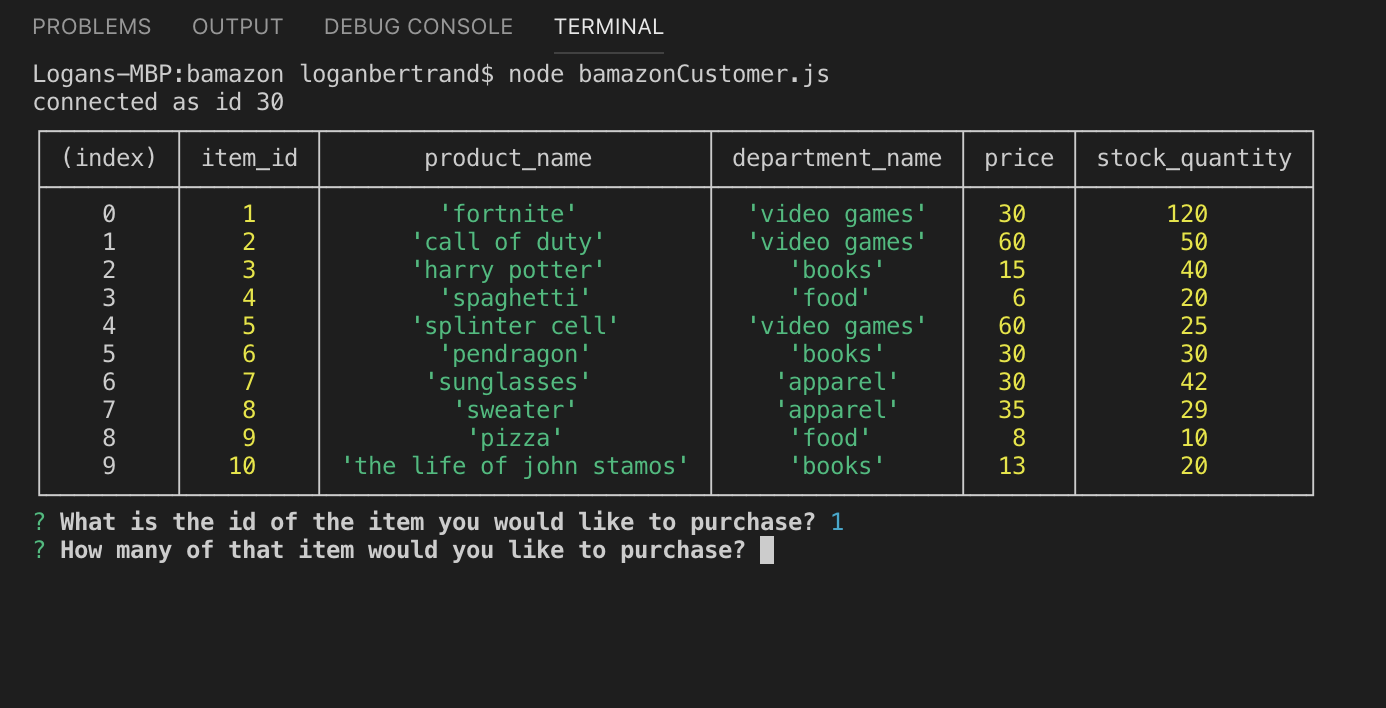 PROBLEMS OUTPUT DEBUG CONSOLE TERMINAL
Logans-MBP:bamazon loganbertrand$ node bamazonCustomer.js
connected as id 30
(index) item_id product_name department_name price stock_quantity
0 1 'fortnite' 'video games' 30 120
1 2 'call of duty' 'video games' 60 50
2 3 'harry potter' 'books' 15 40
3 4 'spaghetti' 'food' 6 20
4 5 'splinter cell' 'video games' 60 25
5 6 'pendragon' 'books' 30 30
6 7 'sunglasses' 'apparel' 30 42
7 8 'sweater' 'apparel' 35 29
8 9 'pizza' 'food' 8 10
9 10 'the life of john stamos' 'books' 13 20
? What is the id of the item you would like to purchase? 1
? How many of that item would you like to purchase?